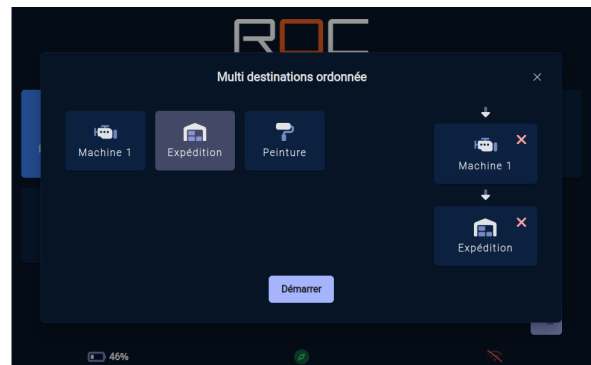 ROC
Multi destinations ordonnée
Machine 1
Expédition
Peinture
Machine 1
Expédition
Démarrer
46%